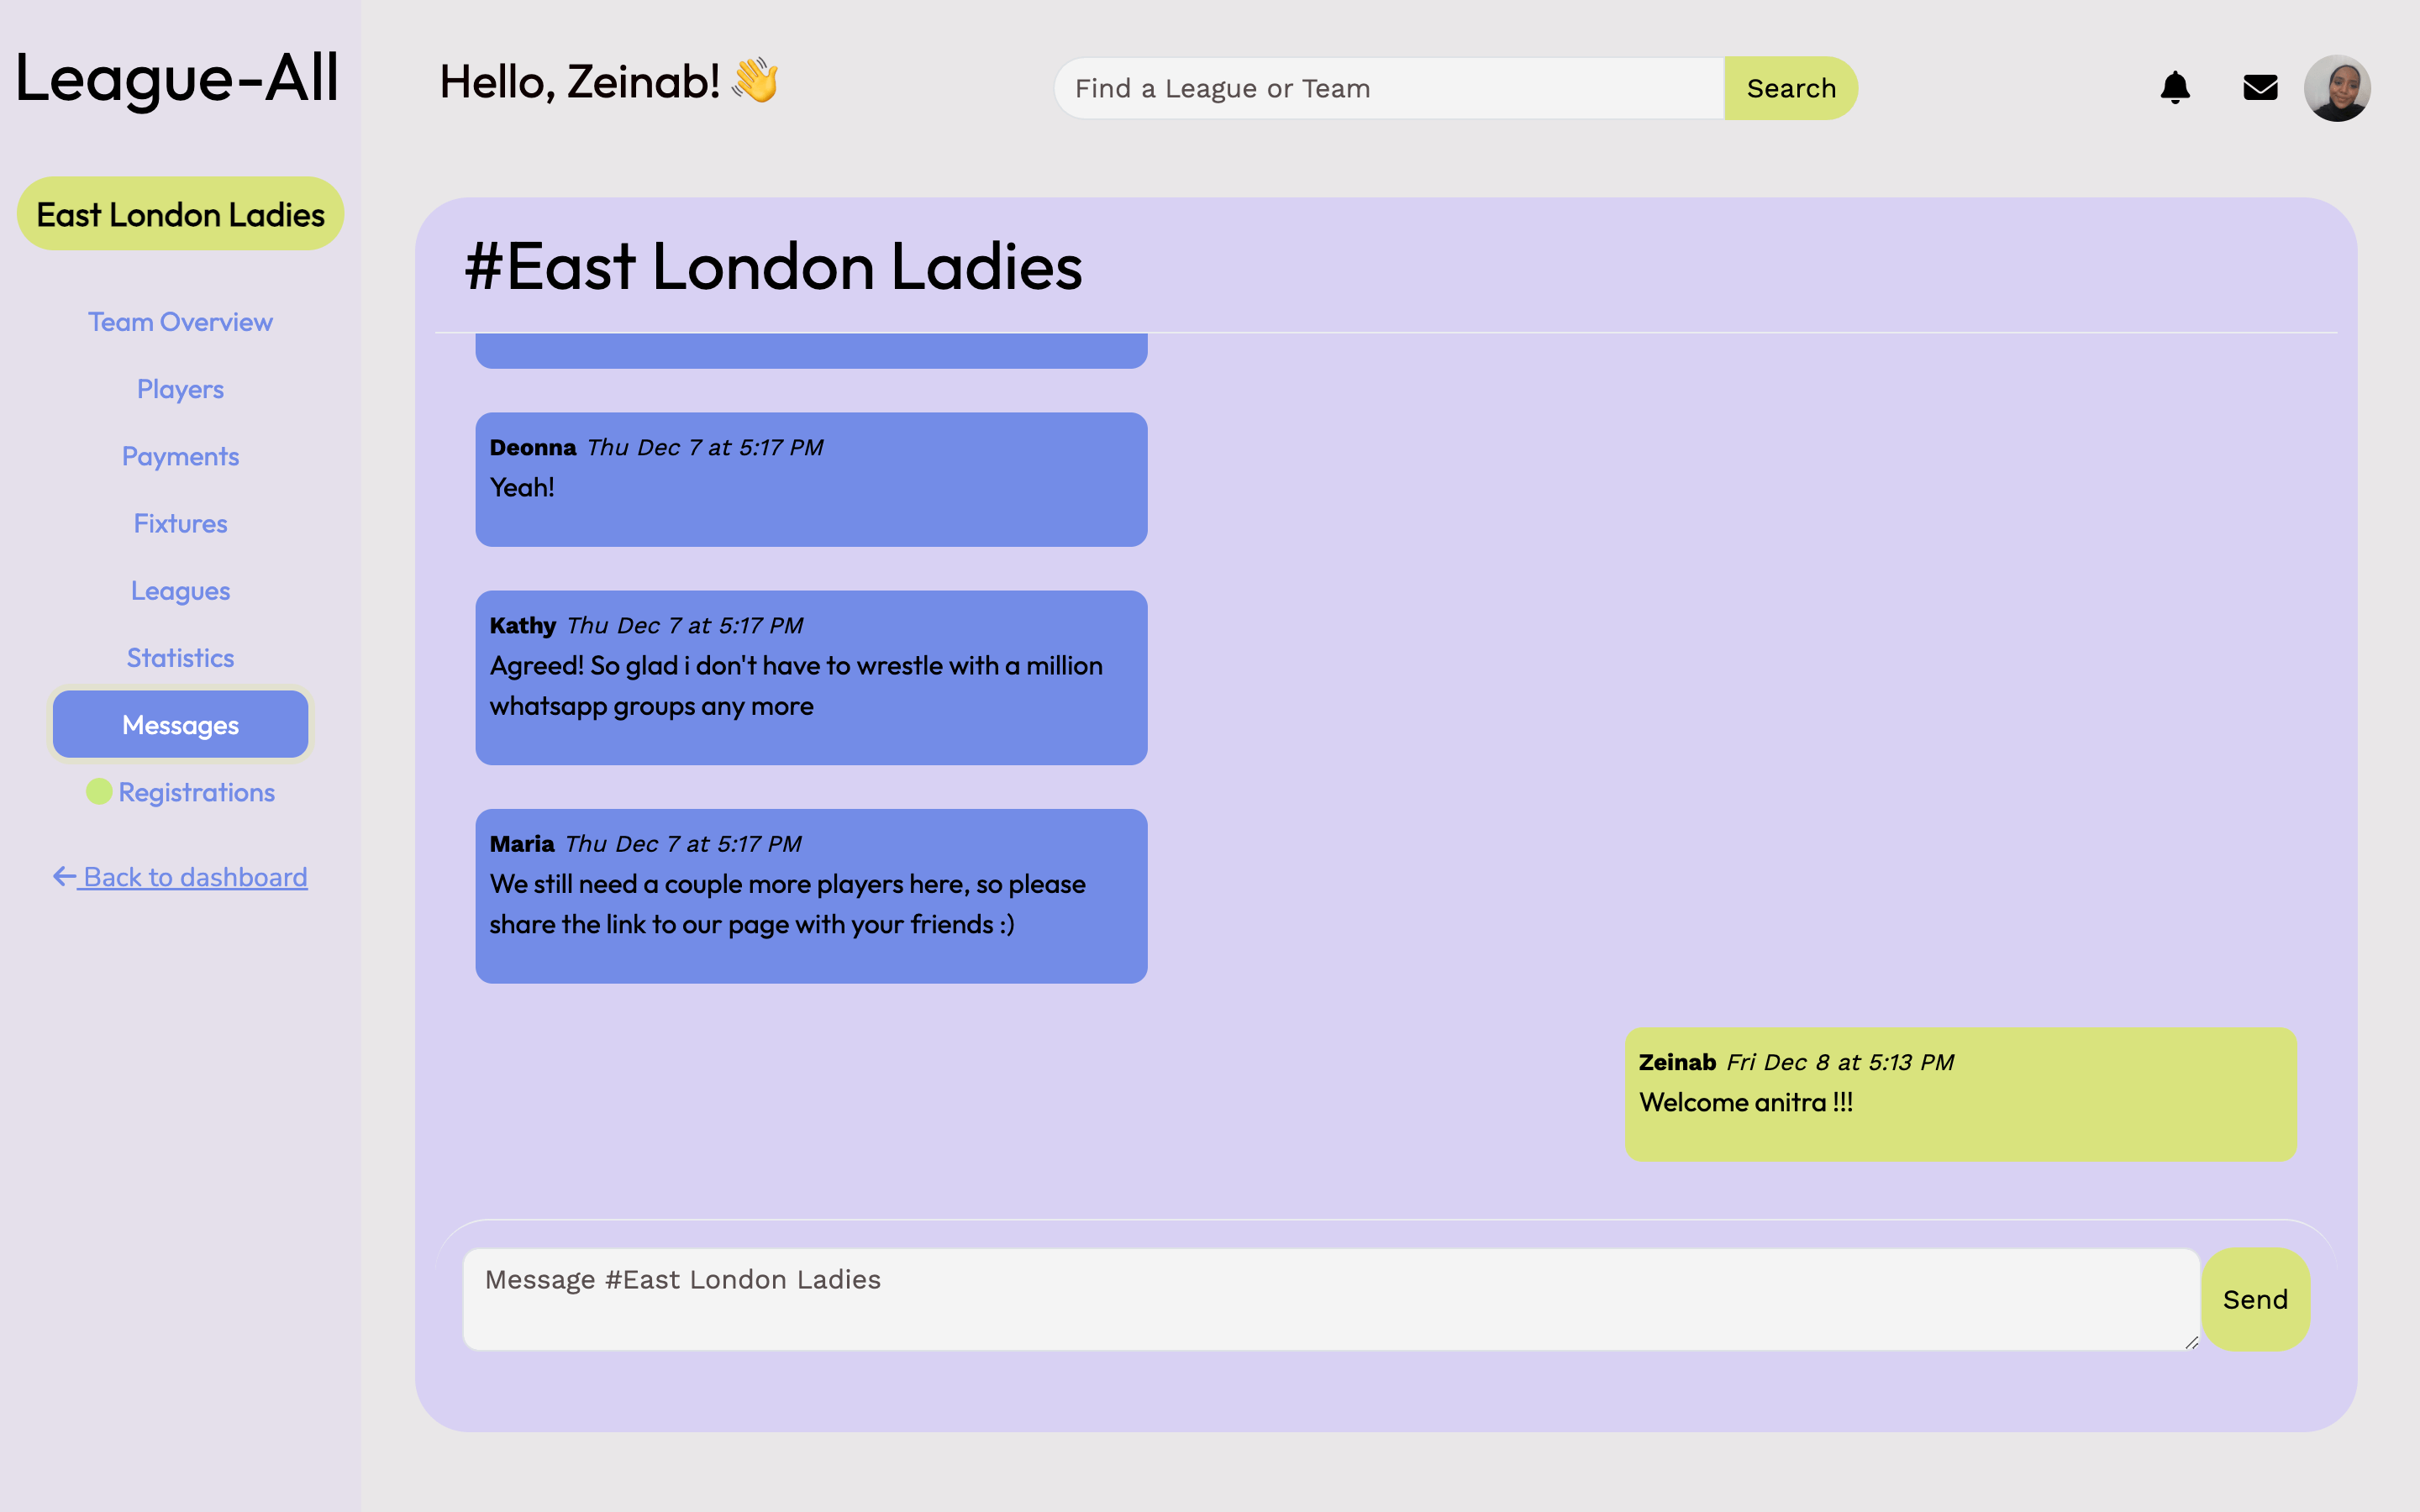 League-All
Hello, Zeinab! 👋
Find a League or Team
Search
East London Ladies
Team Overview
Players
Payments
Fixtures
Leagues
Statistics
Messages
Registrations
Back to dashboard
#East London Ladies
Deonna Thu Dec 7 at 5:17 PM
Yeah!
Kathy Thu Dec 7 at 5:17 PM
Agreed! So glad i don't have to wrestle with a million
whatsapp groups any more
Maria Thu Dec 7 at 5:17 PM
We still need a couple more players here, so please
share the link to our page with your friends :)
Zeinab Fri Dec 8 at 5:13 PM
Welcome anitra !!!
Message #East London Ladies
Send